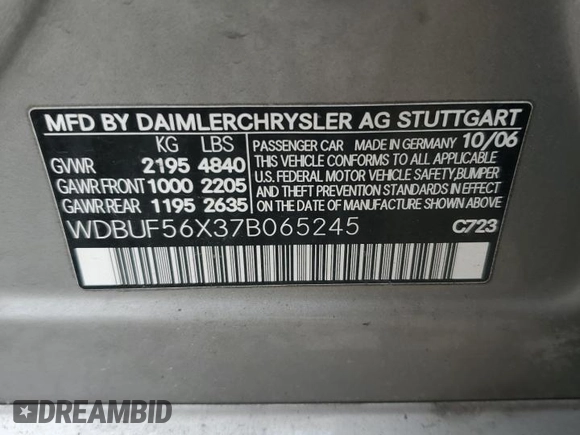 MFD BY DAIMLERCHRYSLER AG STUTTGART
KG LBS
GVWR 2195 4840
GAWR FRONT 1000 2205
GAWR REAR 1195 2635
PASSENGER CAR MADE IN GERMANY 10/06
THIS VEHICLE CONFORMS TO ALL APPLICABLE
U.S. FEDERAL MOTOR VEHICLE SAFETY, BUMPER
AND THEFT PREVENTION STANDARDS IN EFFECT
ON THE DATE OF MANUFACTURE SHOWN ABOVE.
WDBUF56X37B065245 C723
DREAMBID